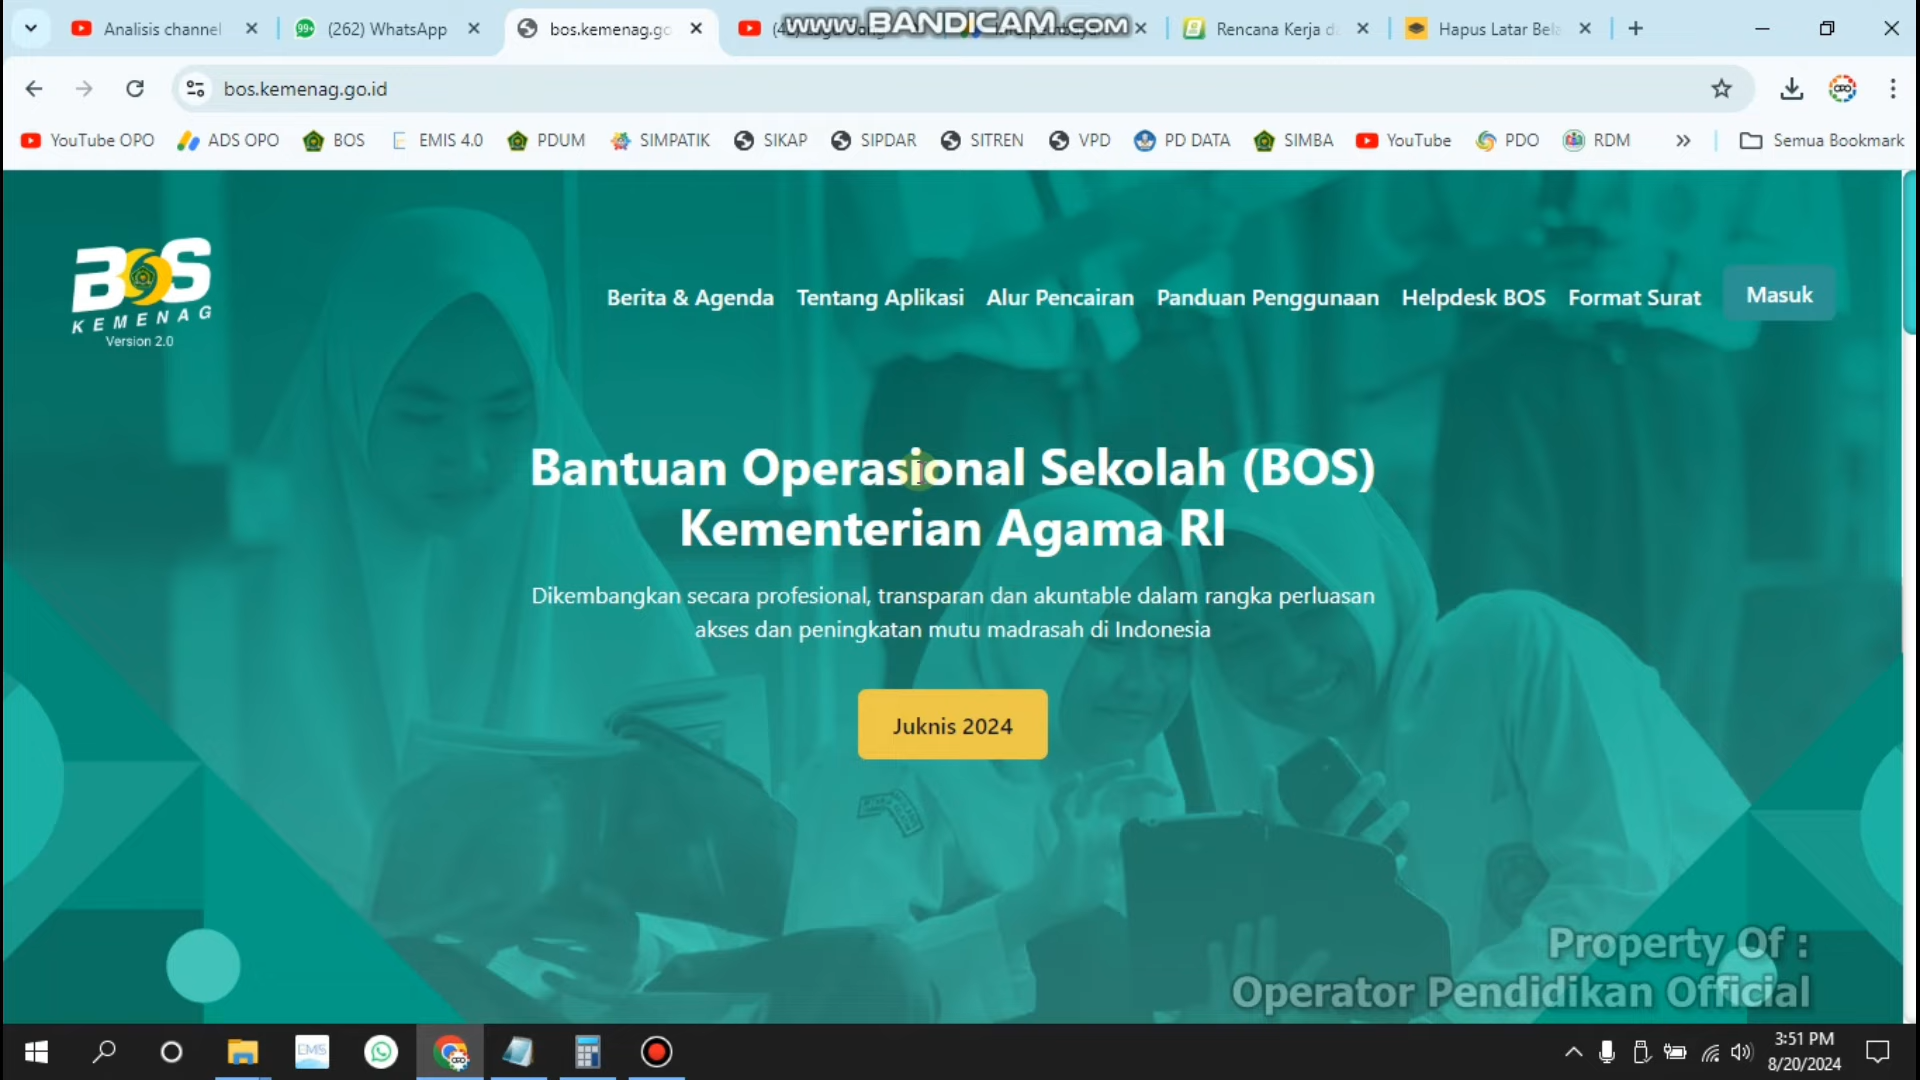 Analisis channel
(262) WhatsApp
bos.kemenag.go
www.BANDICAM.com
Rencana Kerja d
Hapus Latar Bela
bos.kemenag.go.id
YouTube OPO
ADS OPO
BOS
EMIS 4.0
PDUM
SIMPATIK
SIKAP
SIPDAR
SITREN
VPD
PD DATA
SIMBA
YouTube
PDO
RDM
Semua Bookmark
BOS
KEMENAG
Version 2.0
Berita & Agenda
Tentang Aplikasi
Alur Pencairan
Panduan Penggunaan
Helpdesk BOS
Format Surat
Masuk
Bantuan Operasional Sekolah (BOS)
Kementerian Agama RI
Dikembangkan secara profesional, transparan dan akuntable dalam rangka perluasan
akses dan peningkatan mutu madrasah di Indonesia
Juknis 2024
Property Of :
Operator Pendidikan Official
EMIS
3:51 PM
8/20/2024